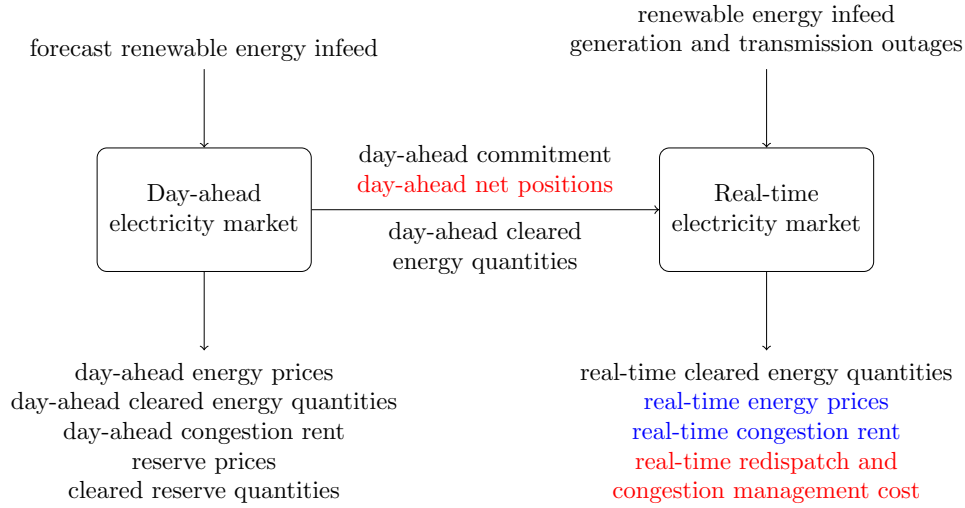 forecast renewable energy infeed
renewable energy infeed
generation and transmission outages
Day-ahead
electricity market
day-ahead commitment
day-ahead net positions
day-ahead cleared
energy quantities
Real-time
electricity market
day-ahead energy prices
day-ahead cleared energy quantities
day-ahead congestion rent
reserve prices
cleared reserve quantities
real-time cleared energy quantities
real-time energy prices
real-time congestion rent
real-time redispatch and
congestion management cost